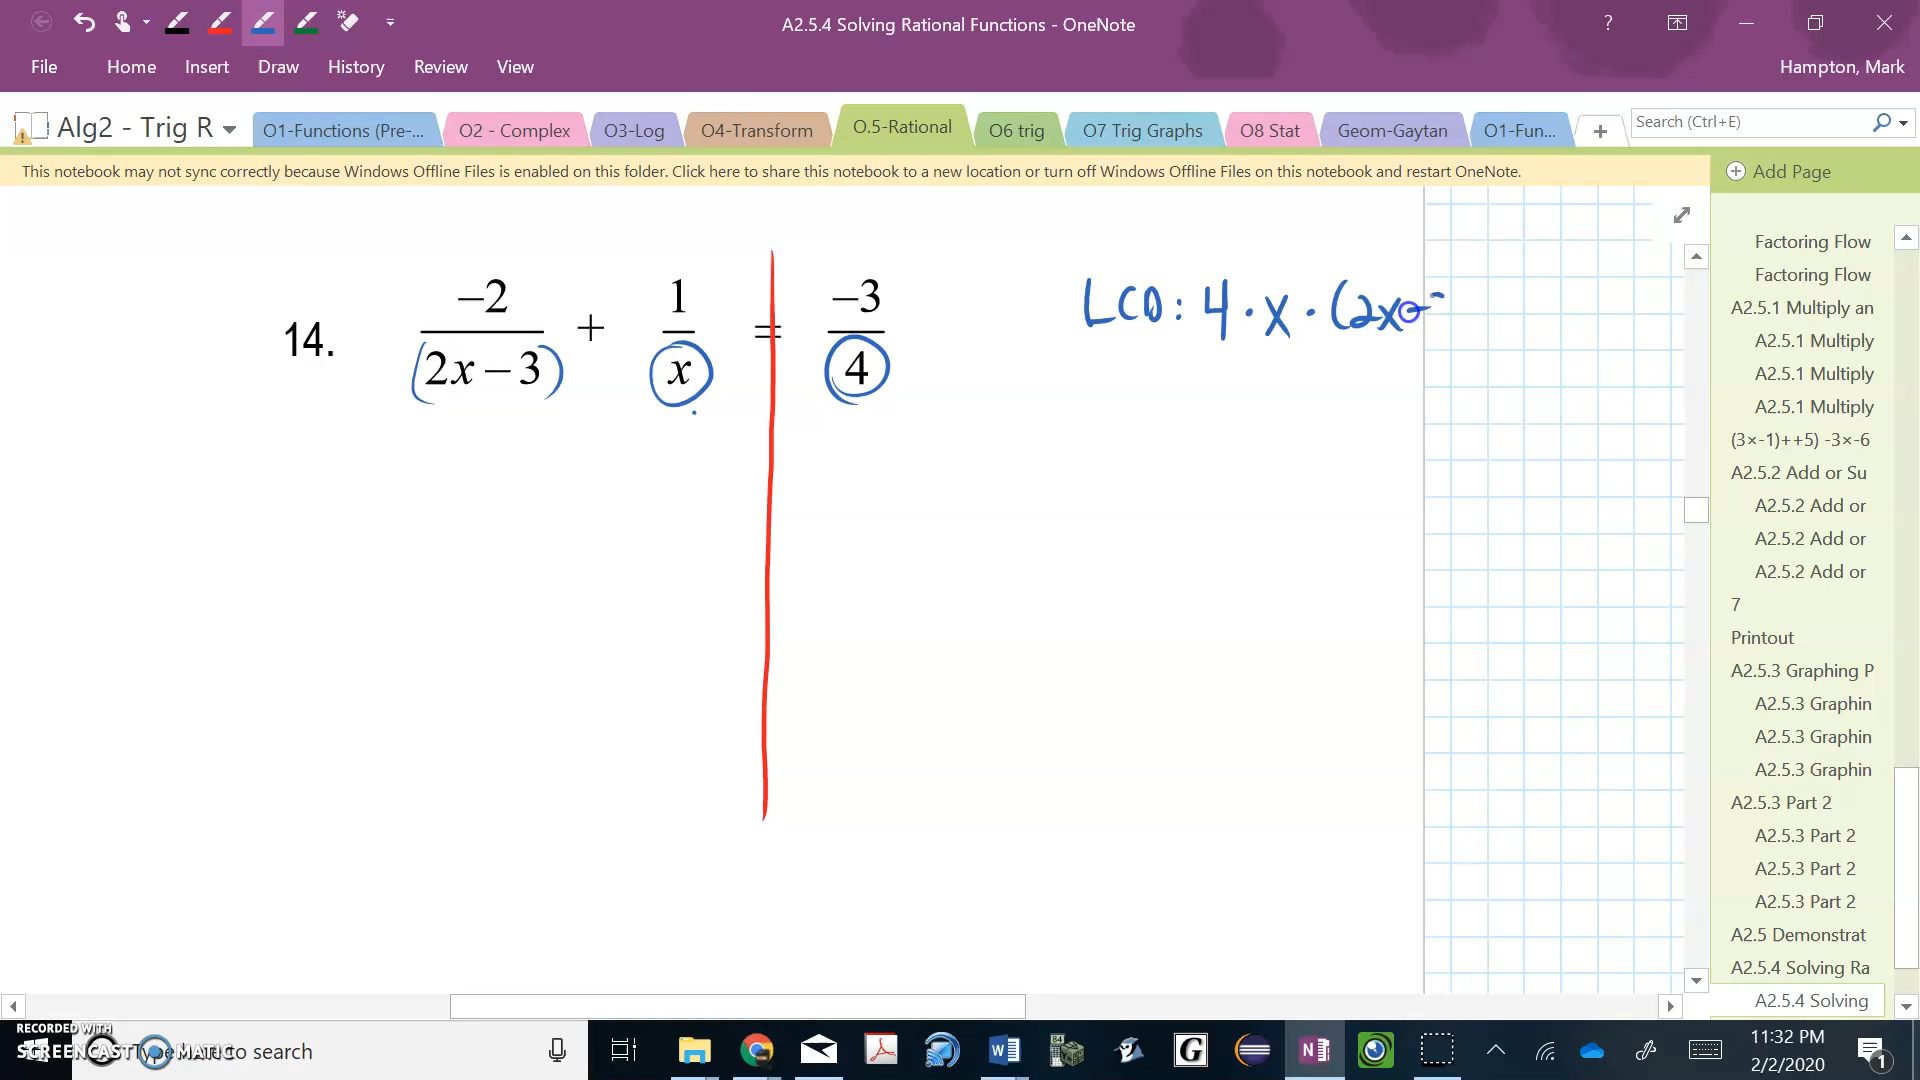 A2.5.4 Solving Rational Functions - OneNote
?
File Home Insert Draw History Review View
Hampton, Mark
Alg2 - Trig R
O1-Functions (Pre-...
O2 - Complex
O3-Log
O4-Transform
O.5-Rational
O6 trig
O7 Trig Graphs
O8 Stat
Geom-Gaytan
O1-Fun...
Search (Ctrl+E)
This notebook may not sync correctly because Windows Offline Files is enabled on this folder. Click here to share this notebook to a new location or turn off Windows Offline Files on this notebook and restart OneNote.
Add Page
14. −2/(2x−3) + 1/x = −3/4
LCD: 4 · x · (2x-
Factoring Flow
Factoring Flow
A2.5.1 Multiply an
A2.5.1 Multiply
A2.5.1 Multiply
A2.5.1 Multiply
(3×-1)++5) -3×-6
A2.5.2 Add or Su
A2.5.2 Add or
A2.5.2 Add or
A2.5.2 Add or
7
Printout
A2.5.3 Graphing P
A2.5.3 Graphin
A2.5.3 Graphin
A2.5.3 Graphin
A2.5.3 Part 2
A2.5.3 Part 2
A2.5.3 Part 2
A2.5.3 Part 2
A2.5 Demonstrat
A2.5.4 Solving Ra
A2.5.4 Solving
RECORDED WITH
SCREENCAST MATIC
to search
11:32 PM
2/2/2020
1